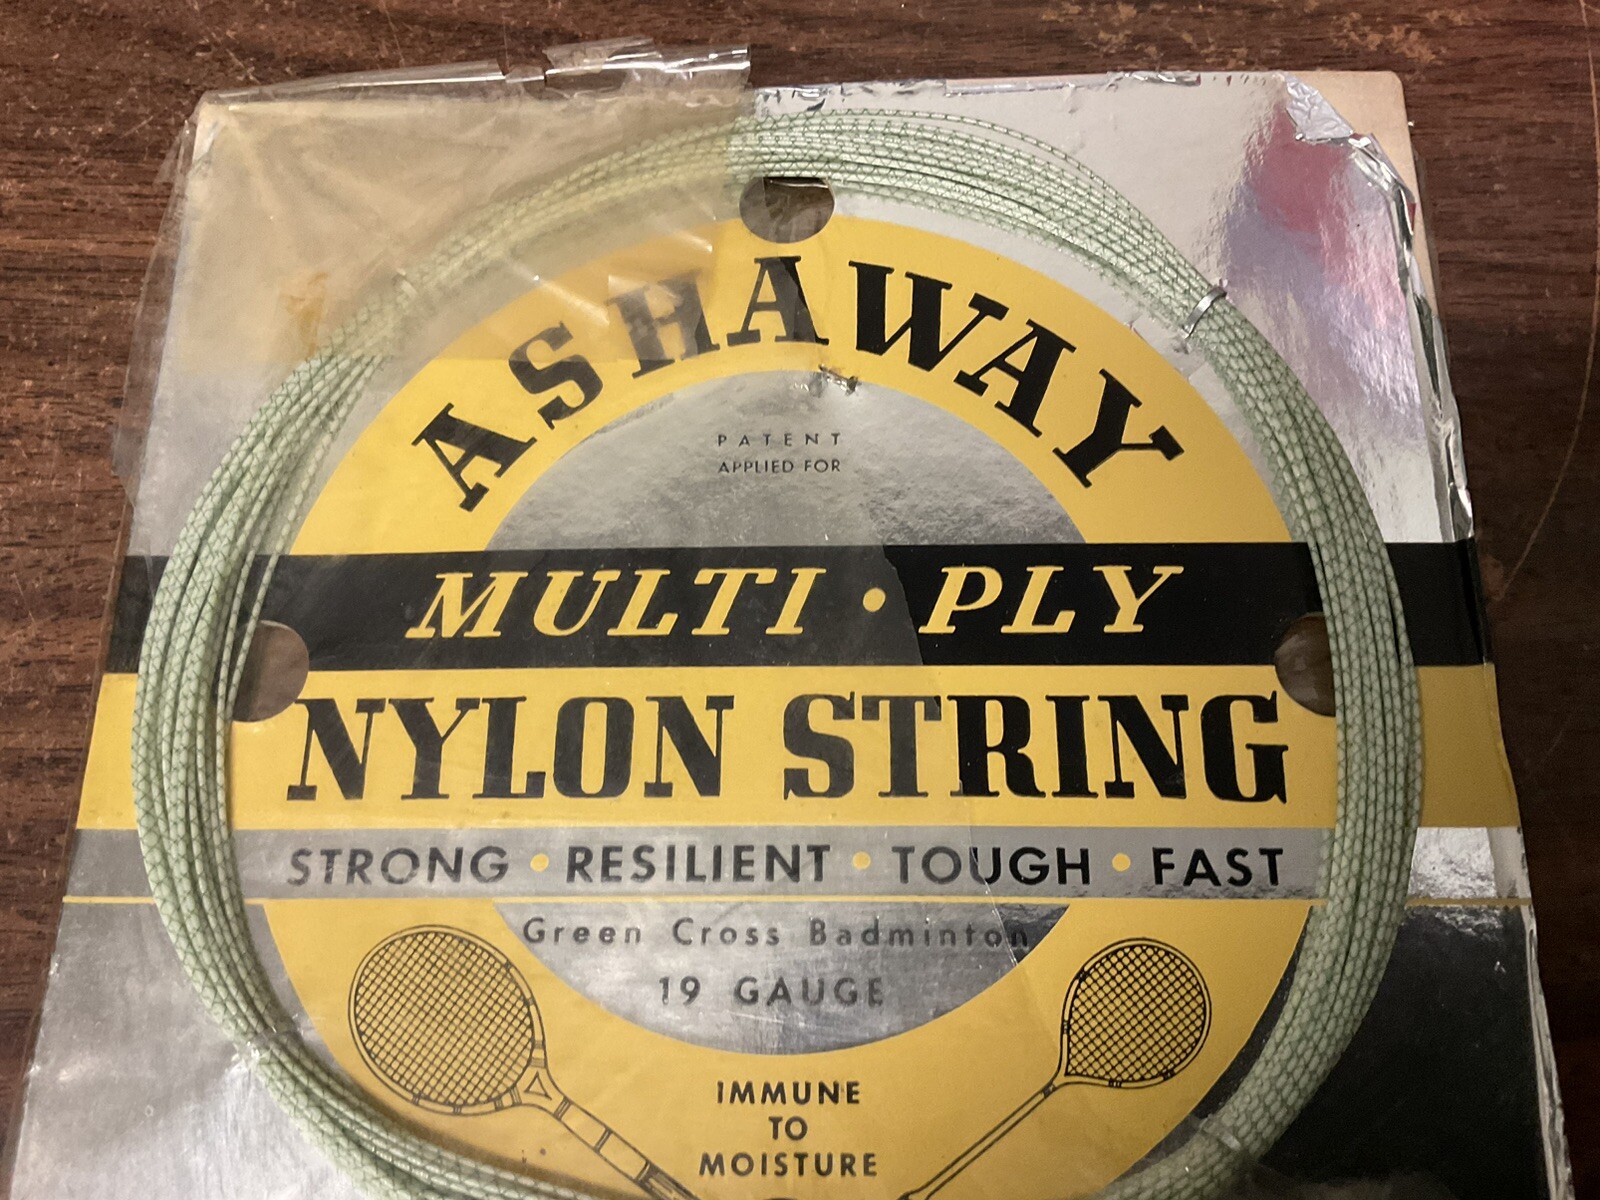 ASHAWAY
PATENT
APPLIED FOR
MULTI • PLY
NYLON STRING
STRONG • RESILIENT • TOUGH • FAST
Green Cross Badminton
19 GAUGE
IMMUNE
TO
MOISTURE